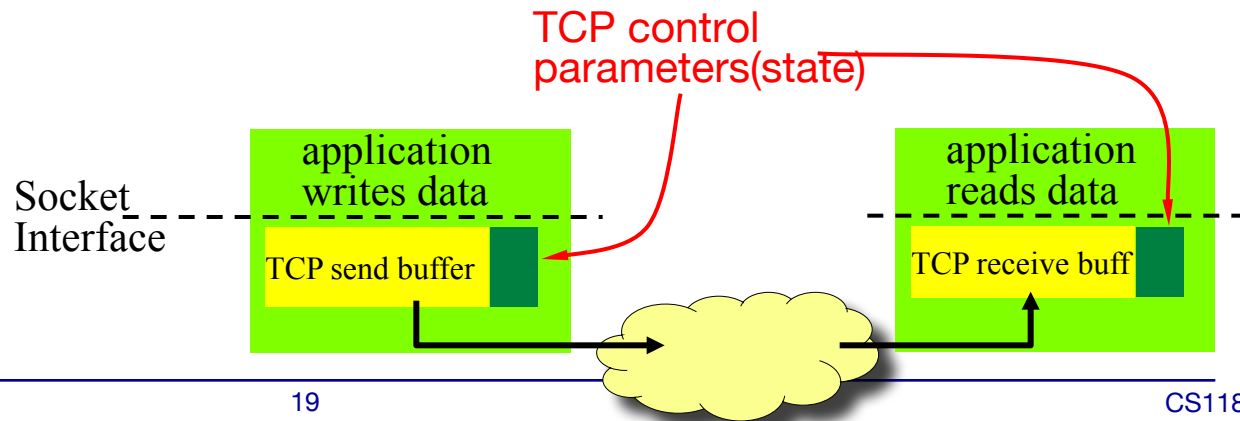 TCP control
parameters(state)
application
writes data
application
reads data
Socket
Interface
TCP send buffer
TCP receive buff
19
CS118